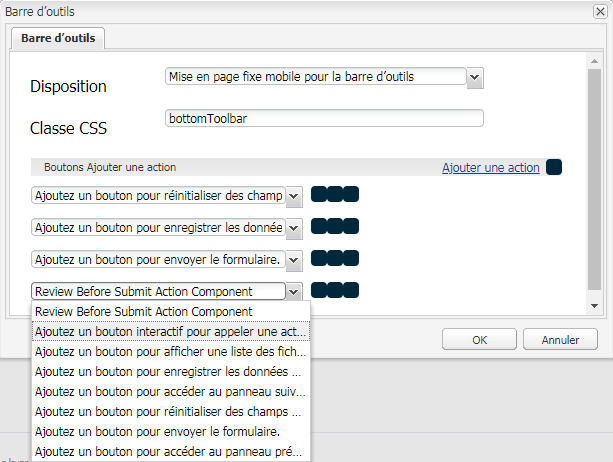 Barre d'outils
Barre d'outils
Disposition
Mise en page fixe mobile pour la barre d'outils
Classe CSS
bottomToolbar
Boutons Ajouter une action
Ajouter une action
Ajoutez un bouton pour réinitialiser des champ
Ajoutez un bouton pour enregistrer les donnée
Ajoutez un bouton pour envoyer le formulaire.
Review Before Submit Action Component
Review Before Submit Action Component
Ajoutez un bouton interactif pour appeler une act...
Ajoutez un bouton pour afficher une liste des fich...
Ajoutez un bouton pour enregistrer les données ...
Ajoutez un bouton pour accéder au panneau suiv...
Ajoutez un bouton pour réinitialiser des champs ...
Ajoutez un bouton pour envoyer le formulaire.
Ajoutez un bouton pour accéder au panneau pré...
OK
Annuler